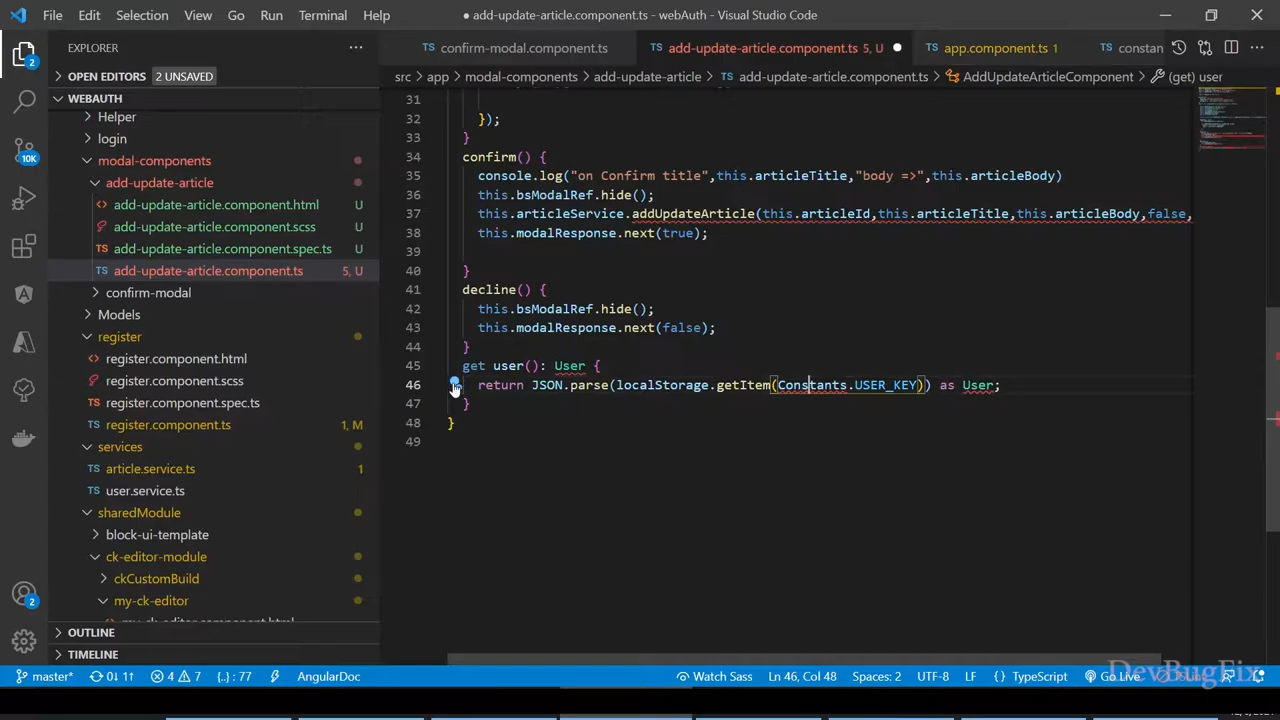 File Edit Selection View Go Run Terminal Help
● add-update-article.component.ts - webAuth - Visual Studio Code
EXPLORER
OPEN EDITORS 2 UNSAVED
WEBAUTH
Helper
login
modal-components
add-update-article
add-update-article.component.html U
add-update-article.component.scss U
add-update-article.component.spec.ts U
add-update-article.component.ts 5, U
confirm-modal
Models
register
register.component.html
register.component.scss
register.component.spec.ts
register.component.ts 1, M
services
article.service.ts 1
user.service.ts
sharedModule
block-ui-template
ck-editor-module
ckCustomBuild
my-ck-editor
OUTLINE
TIMELINE
2
10K
2
TS confirm-modal.component.ts TS add-update-article.component.ts 5, U ● TS app.component.ts 1 TS constan
src > app > modal-components > add-update-article > TS add-update-article.component.ts > AddUpdateArticleComponent > (get) user
31
32 });
33 }
34 confirm() {
35 console.log("on Confirm title",this.articleTitle,"body =>",this.articleBody)
36 this.bsModalRef.hide();
37 this.articleService.addUpdateArticle(this.articleId,this.articleTitle,this.articleBody,false,
38 this.modalResponse.next(true);
39
40 }
41 decline() {
42 this.bsModalRef.hide();
43 this.modalResponse.next(false);
44 }
45 get user(): User {
46 return JSON.parse(localStorage.getItem(Constants.USER_KEY)) as User;
47 }
48 }
49
master* 0↓ 1↑ 4 7 {..} : 77 AngularDoc Watch Sass Ln 46, Col 48 Spaces: 2 UTF-8 LF { } TypeScript Go Live
DevBugFix